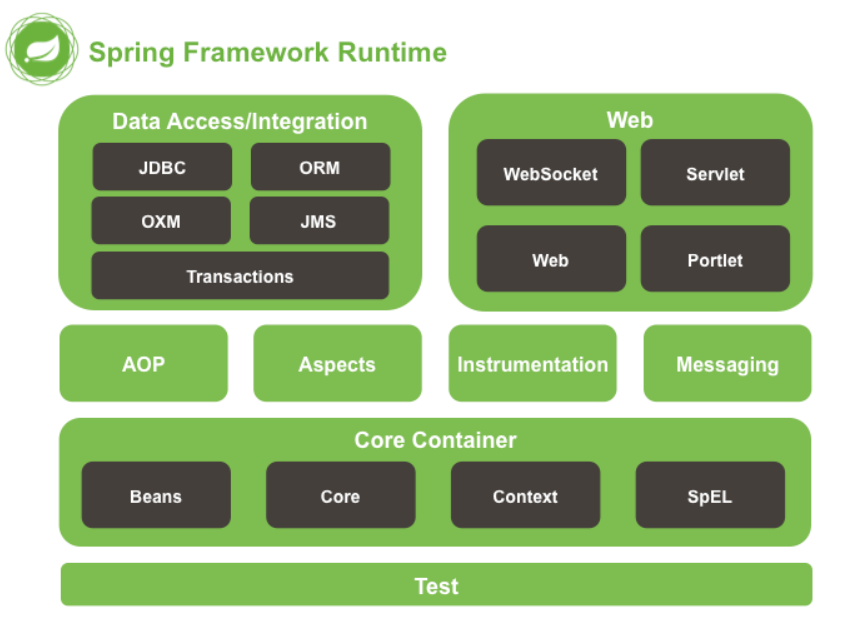 Spring Framework Runtime
Data Access/Integration
JDBC
ORM
OXM
JMS
Transactions
Web
WebSocket
Servlet
Web
Portlet
AOP
Aspects
Instrumentation
Messaging
Core Container
Beans
Core
Context
SpEL
Test